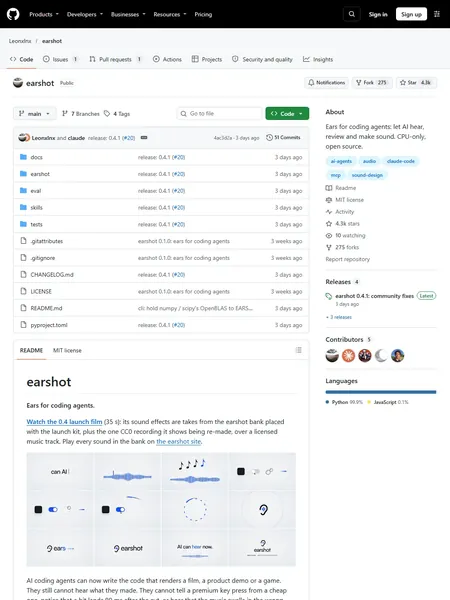 Products
Developers
Businesses
Resources
Pricing
Sign in
Sign up
Leonxlnx / earshot
Code
Issues 1
Pull requests 1
Actions
Projects
Security and quality
Insights
earshot Public
Notifications
Fork 275
Star 4.3k
main
7 Branches
4 Tags
Go to file
Code
Leonxlnx and claude release: 0.4.1 (#20)
3 days ago
51 Commits
docs release: 0.4.1 (#20) 3 days ago
earshot release: 0.4.1 (#20) 3 days ago
eval release: 0.4.1 (#20) 3 days ago
skills release: 0.4.1 (#20) 3 days ago
tests release: 0.4.1 (#20) 3 days ago
.gitattributes earshot 0.1.0: ears for coding agents 3 weeks ago
.gitignore earshot 0.1.0: ears for coding agents 3 weeks ago
CHANGELOG.md release: 0.4.1 (#20) 3 days ago
LICENSE earshot 0.1.0: ears for coding agents 3 weeks ago
README.md clc hold numpy / scipy's OpenBLAS to EARS... 3 days ago
pyproject.toml release: 0.4.1 (#20) 3 days ago
README
MIT license
earshot
Ears for coding agents.
Watch the 0.4 launch film (35 s): its sound effects are takes from the earshot bank placed
with the launch kit, plus the one CC0 recording it shows being re-made, over a licensed
music track. Play every sound in the bank on the earshot site.
can AI
ears
earshot
AI can hear now.
earshot
AI coding agents can now write the code that renders a film, a product demo or a game.
They still cannot hear what they made. They cannot tell a premium key press from a cheap
About
Ears for coding agents: let AI hear,
review and make sound. CPU-only,
open source.
ai-agents
audio
claude-code
mcp
sound-design
Readme
MIT license
Activity
4.3k stars
10 watching
275 forks
Report repository
Releases 4
earshot 0.4.1: community fixes Latest
3 days ago
+ 3 releases
Contributors 5
Languages
Python 99.9%
JavaScript 0.1%